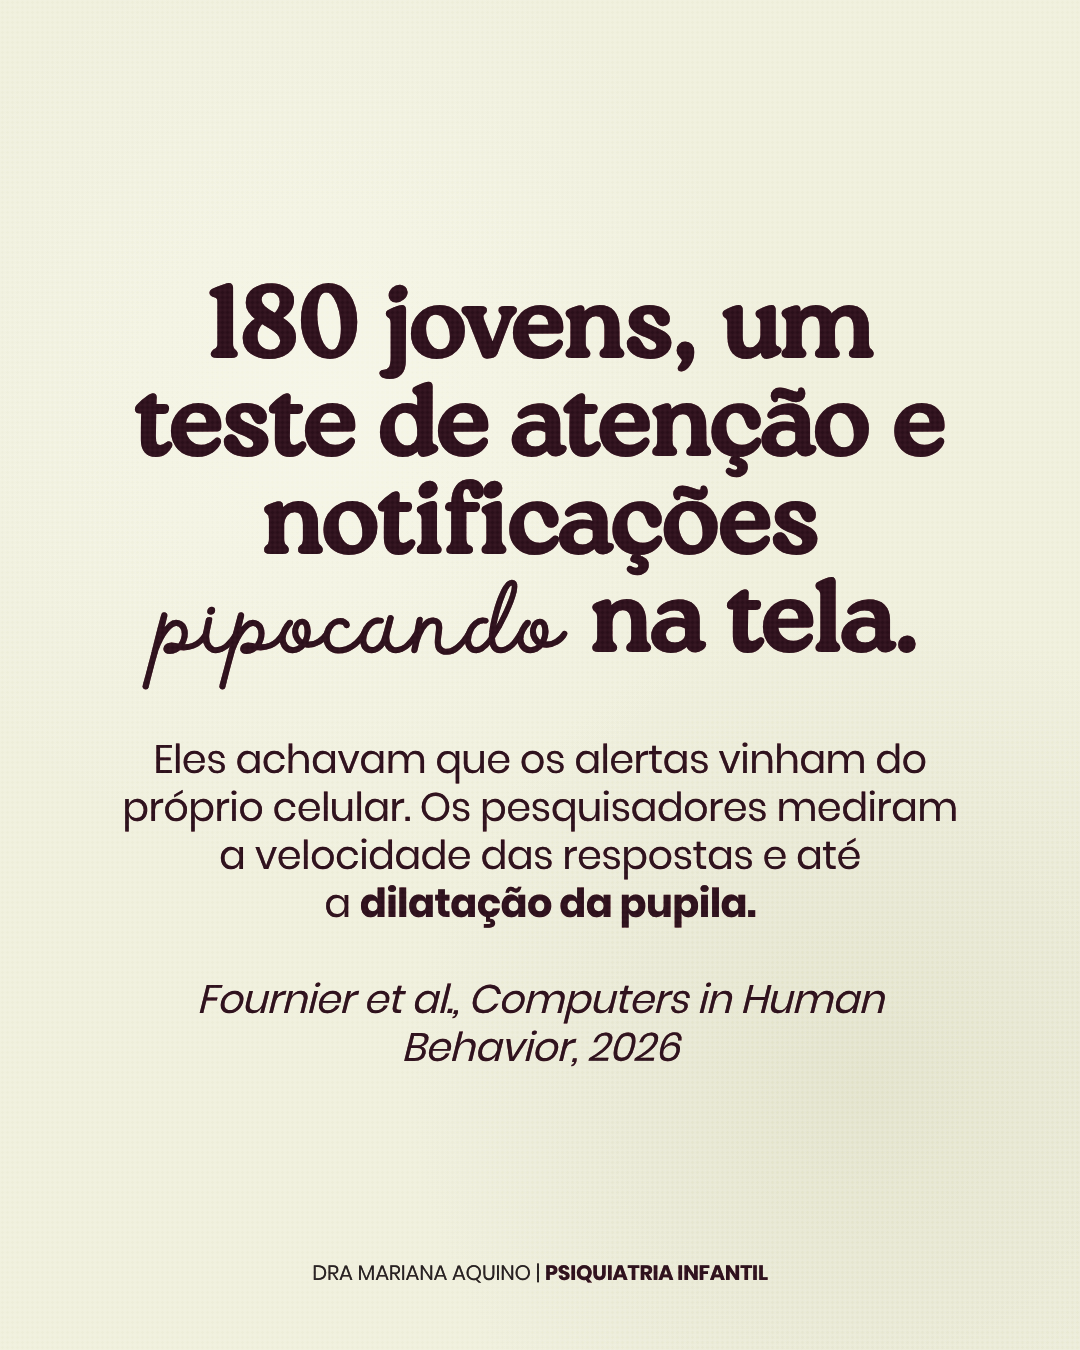 180 jovens, um
teste de atenção e
notificações
pipocando na tela.
Eles achavam que os alertas vinham do
próprio celular. Os pesquisadores mediram
a velocidade das respostas e até
a dilatação da pupila.
Fournier et al., Computers in Human
Behavior, 2026
DRA MARIANA AQUINO | PSIQUIATRIA INFANTIL